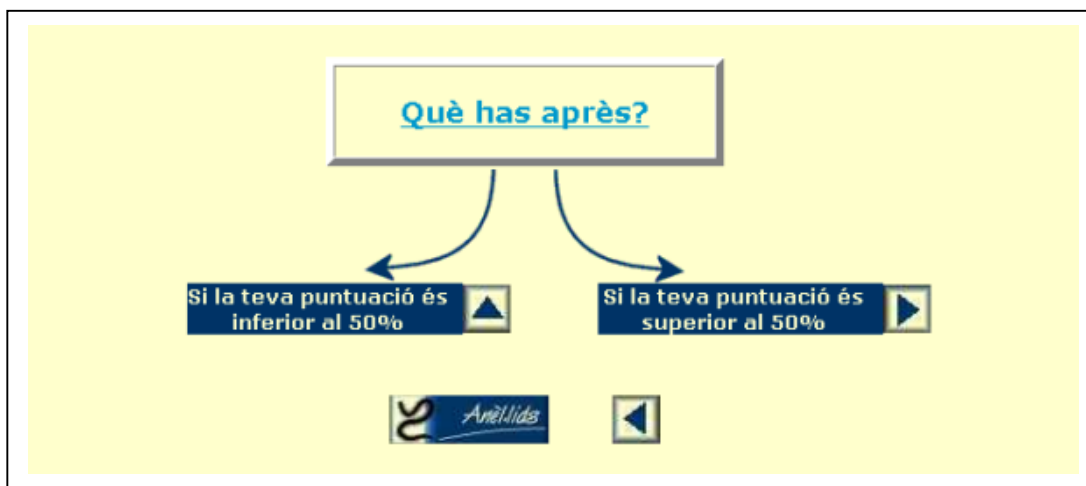 Què has après?
Si la teva puntuació és
inferior al 50%
Si la teva puntuació és
superior al 50%
Anèl·lids